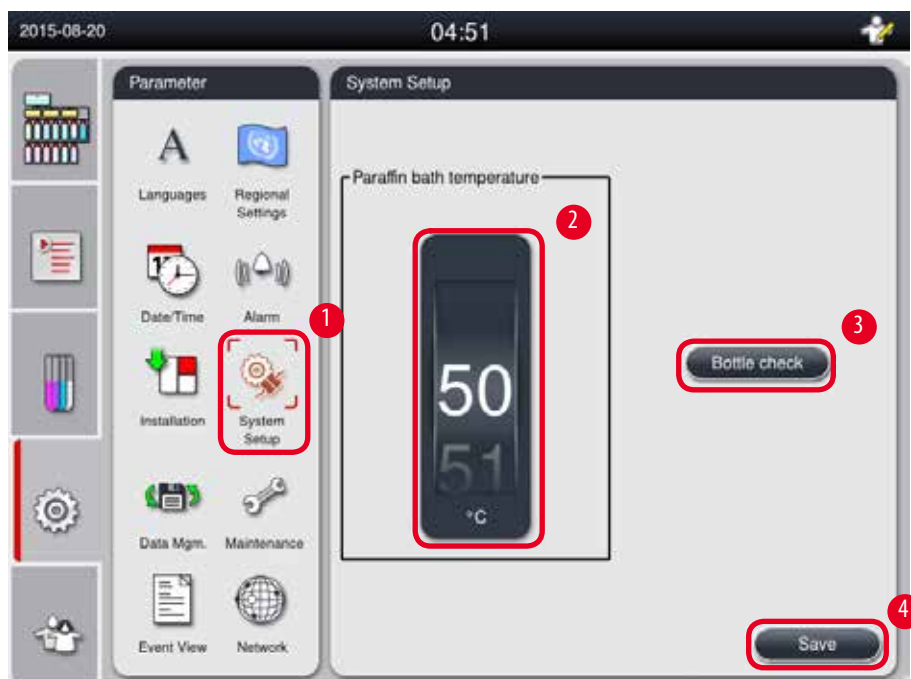 2015-08-20
04:51
Parameter
System Setup
A
Languages
Regional
Settings
Paraffin bath temperature
2
Date/Time
Alarm
1
3
Bottle check
50
51
°C
Installation
System
Setup
Data Mgm.
Maintenance
Event View
Network
4
Save